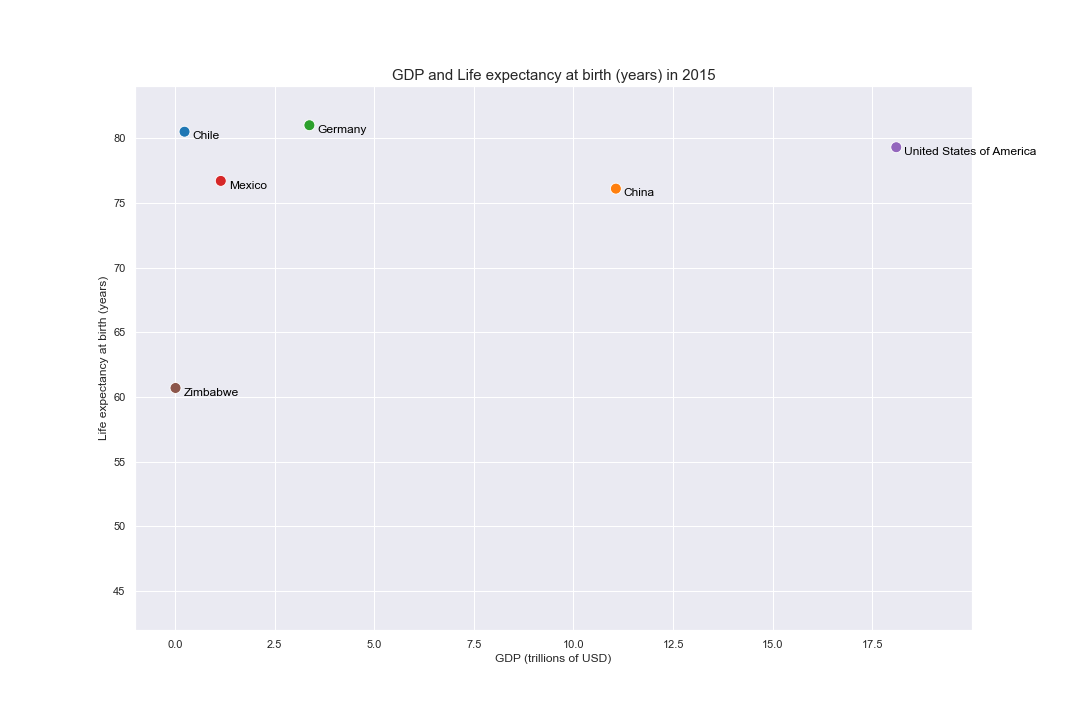 GDP and Life expectancy at birth (years) in 2015
Life expectancy at birth (years)
80
75
70
65
60
55
50
45
Chile
Germany
United States of America
Mexico
China
Zimbabwe
0.0 2.5 5.0 7.5 10.0 12.5 15.0 17.5
GDP (trillions of USD)